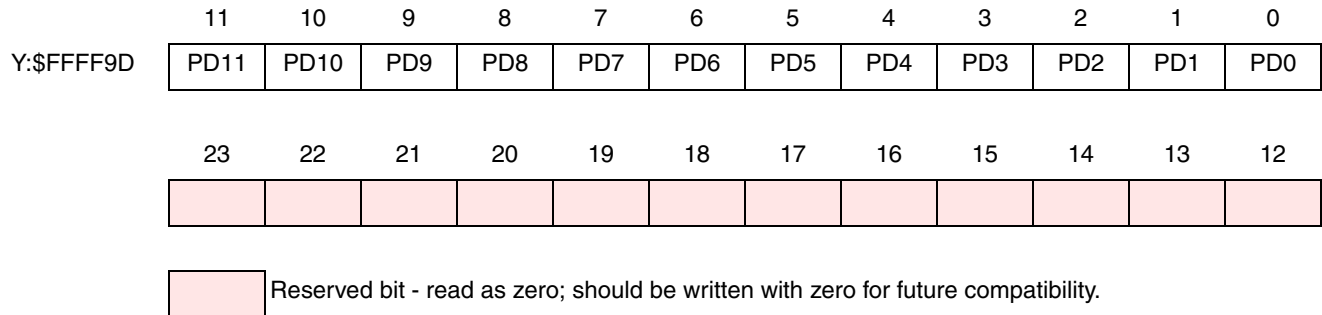 11 10 9 8 7 6 5 4 3 2 1 0
Y:$FFFF9D PD11 PD10 PD9 PD8 PD7 PD6 PD5 PD4 PD3 PD2 PD1 PD0
23 22 21 20 19 18 17 16 15 14 13 12
Reserved bit - read as zero; should be written with zero for future compatibility.